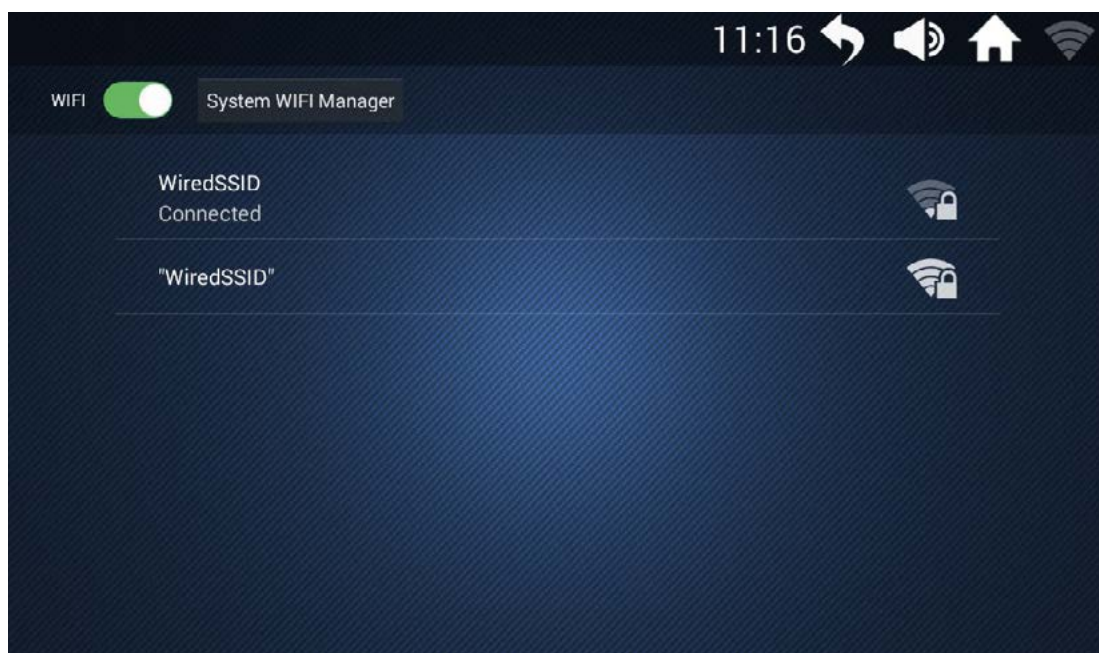 11:16
WIFI System WIFI Manager
WiredSSID
Connected
"WiredSSID"